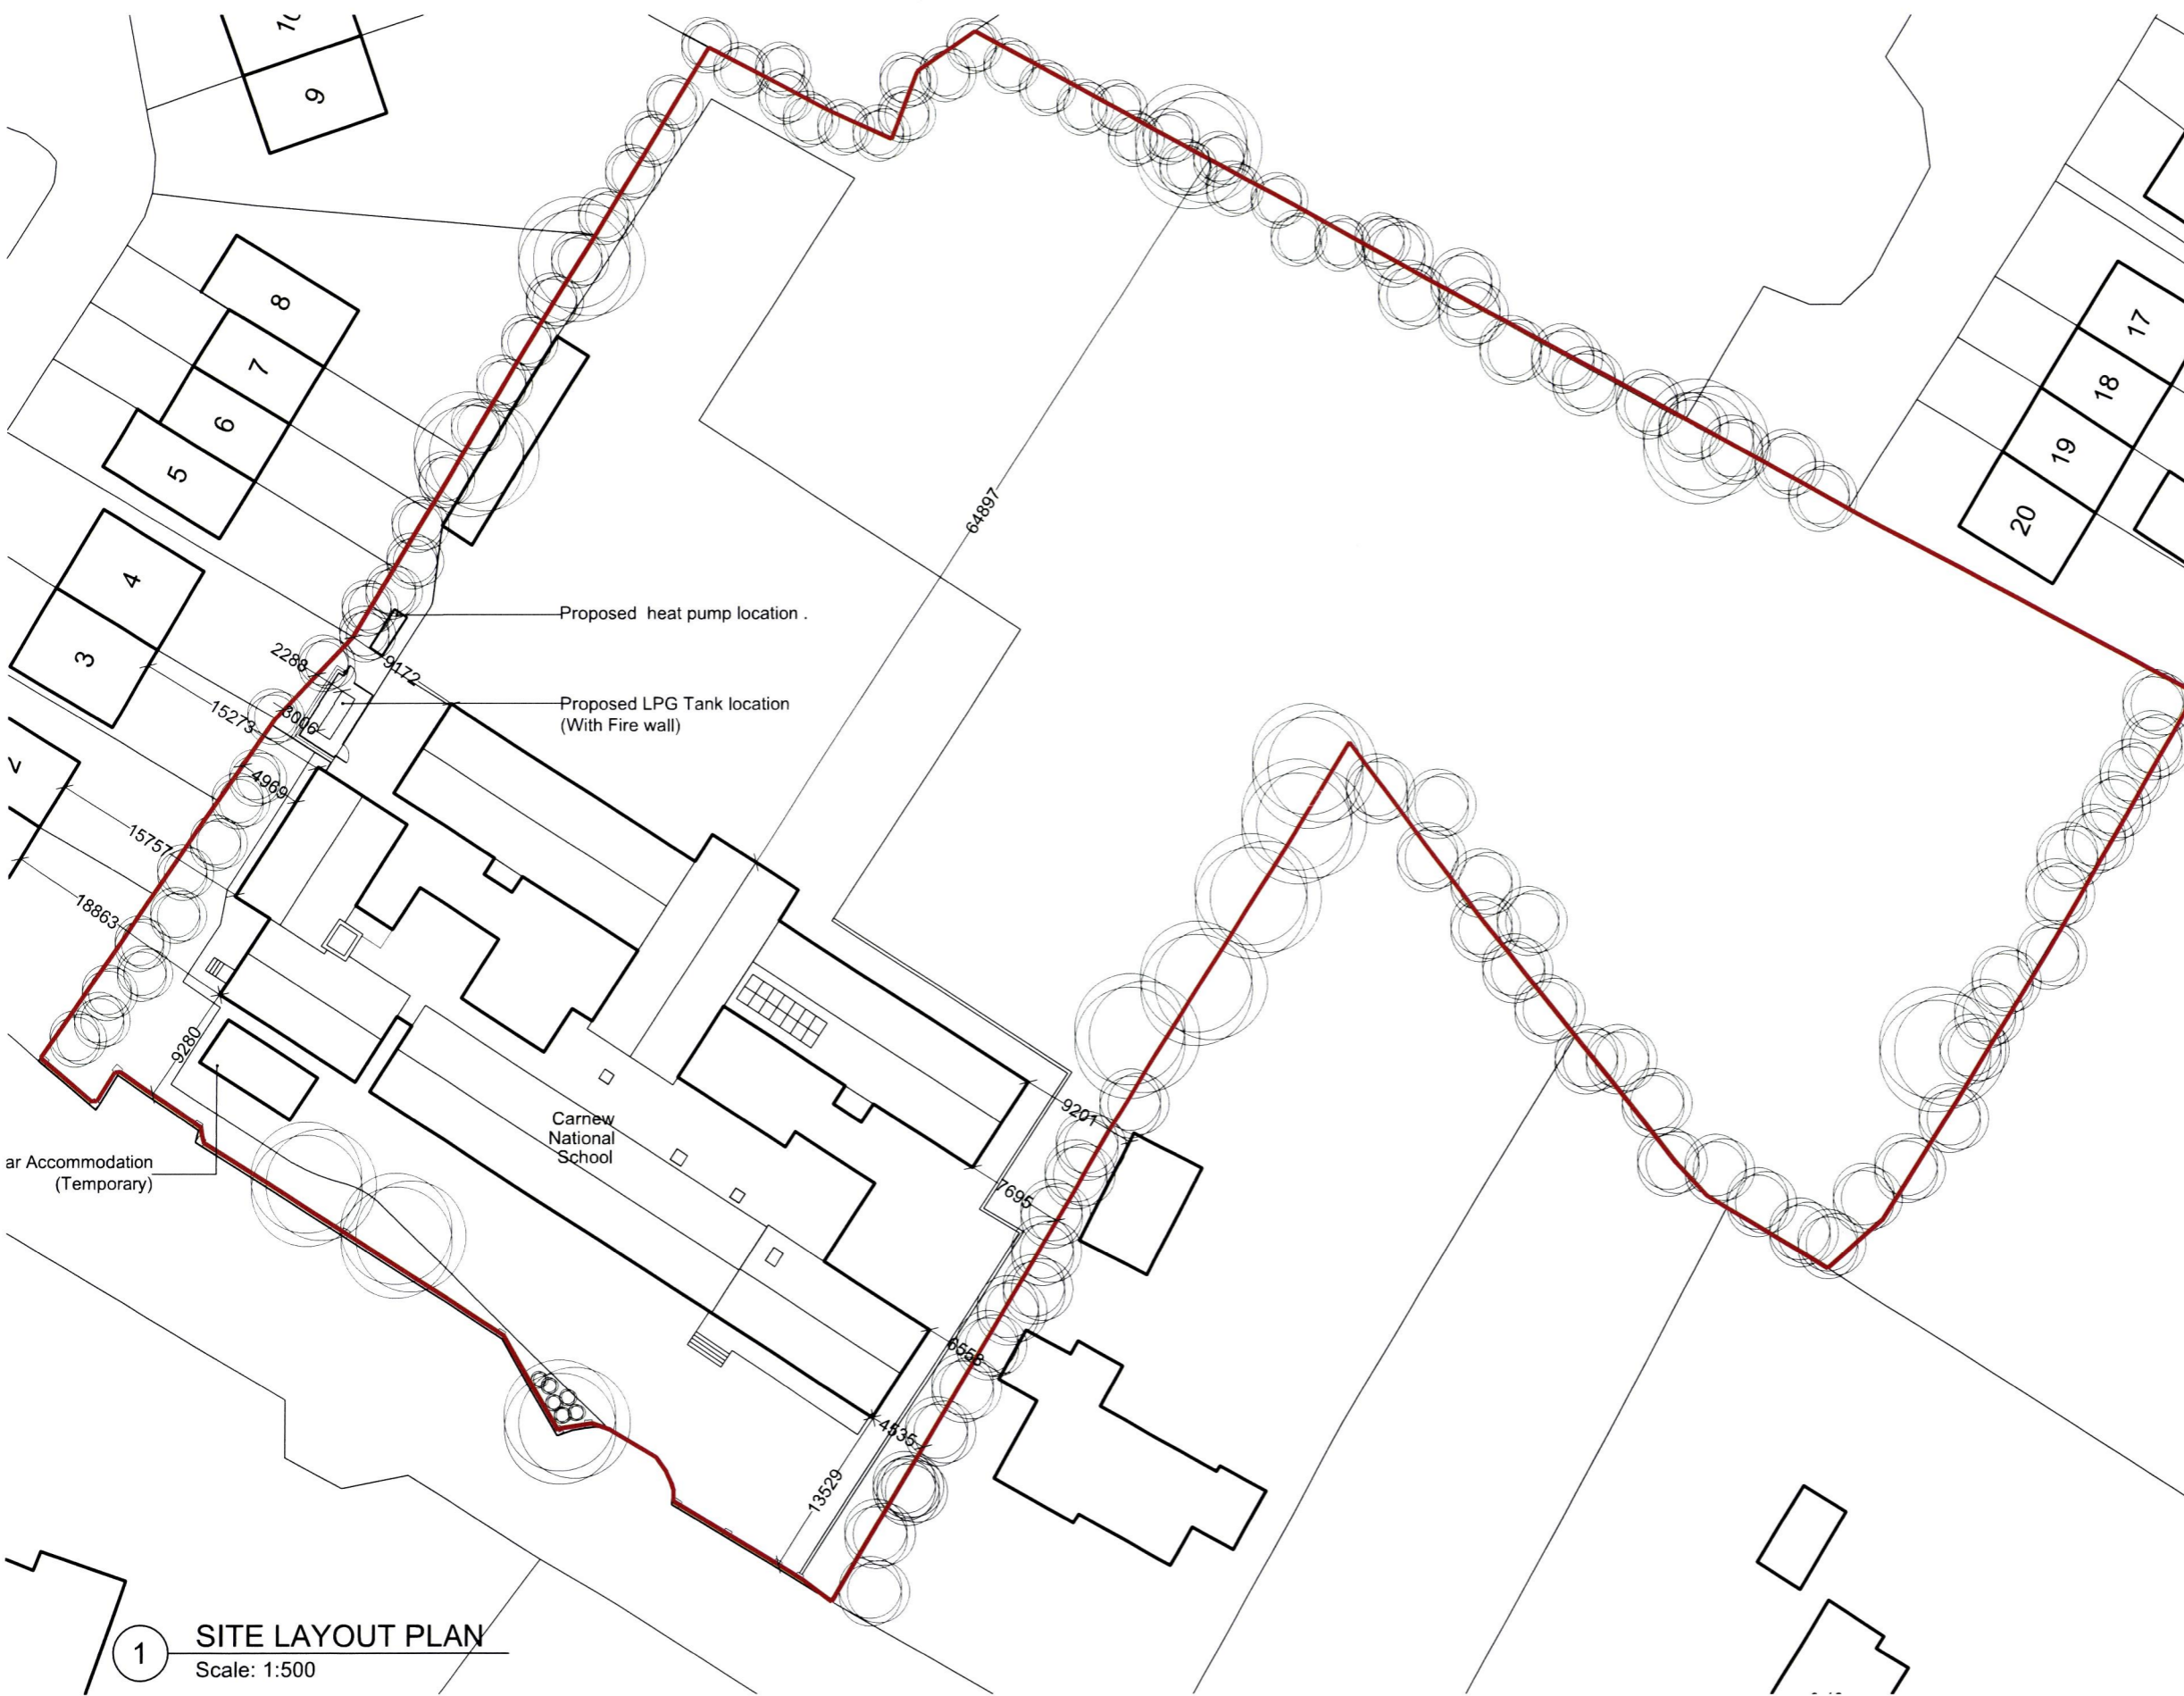 9
8
7
6
5
4
3
17
18
19
20
64897
Proposed heat pump location .
2288
9172
Proposed LPG Tank location
(With Fire wall)
15273
3006
4969
15757
18863
9280
Carnew
National
School
9201
7695
ar Accommodation
(Temporary)
6558
4535
13529
1
SITE LAYOUT PLAN
Scale: 1:500